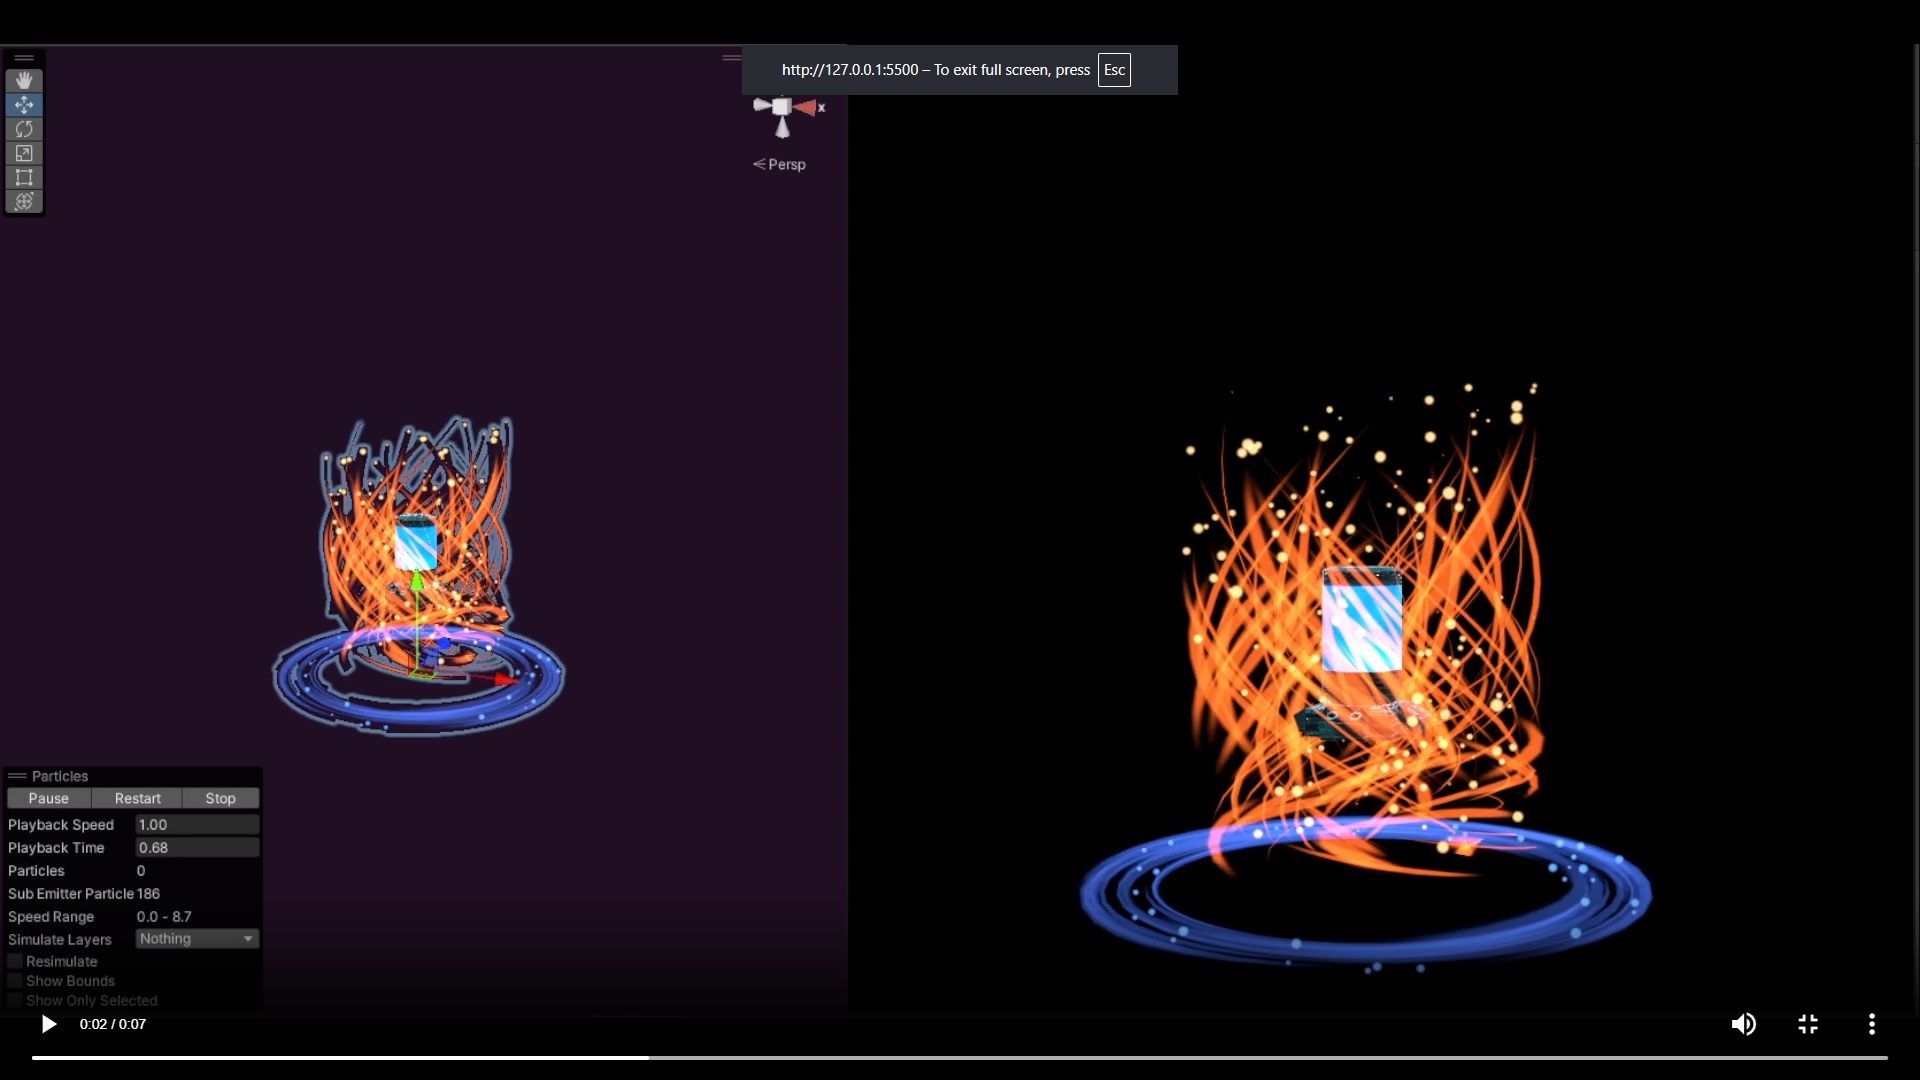 http://127.0.0.1:5500 – To exit full screen, press Esc
x
Persp
Particles
Pause Restart Stop
Playback Speed 1.00
Playback Time 0.68
Particles 0
Sub Emitter Particle 186
Speed Range 0.0 - 8.7
Simulate Layers Nothing
Resimulate
Show Bounds
Show Only Selected
0:02 / 0:07